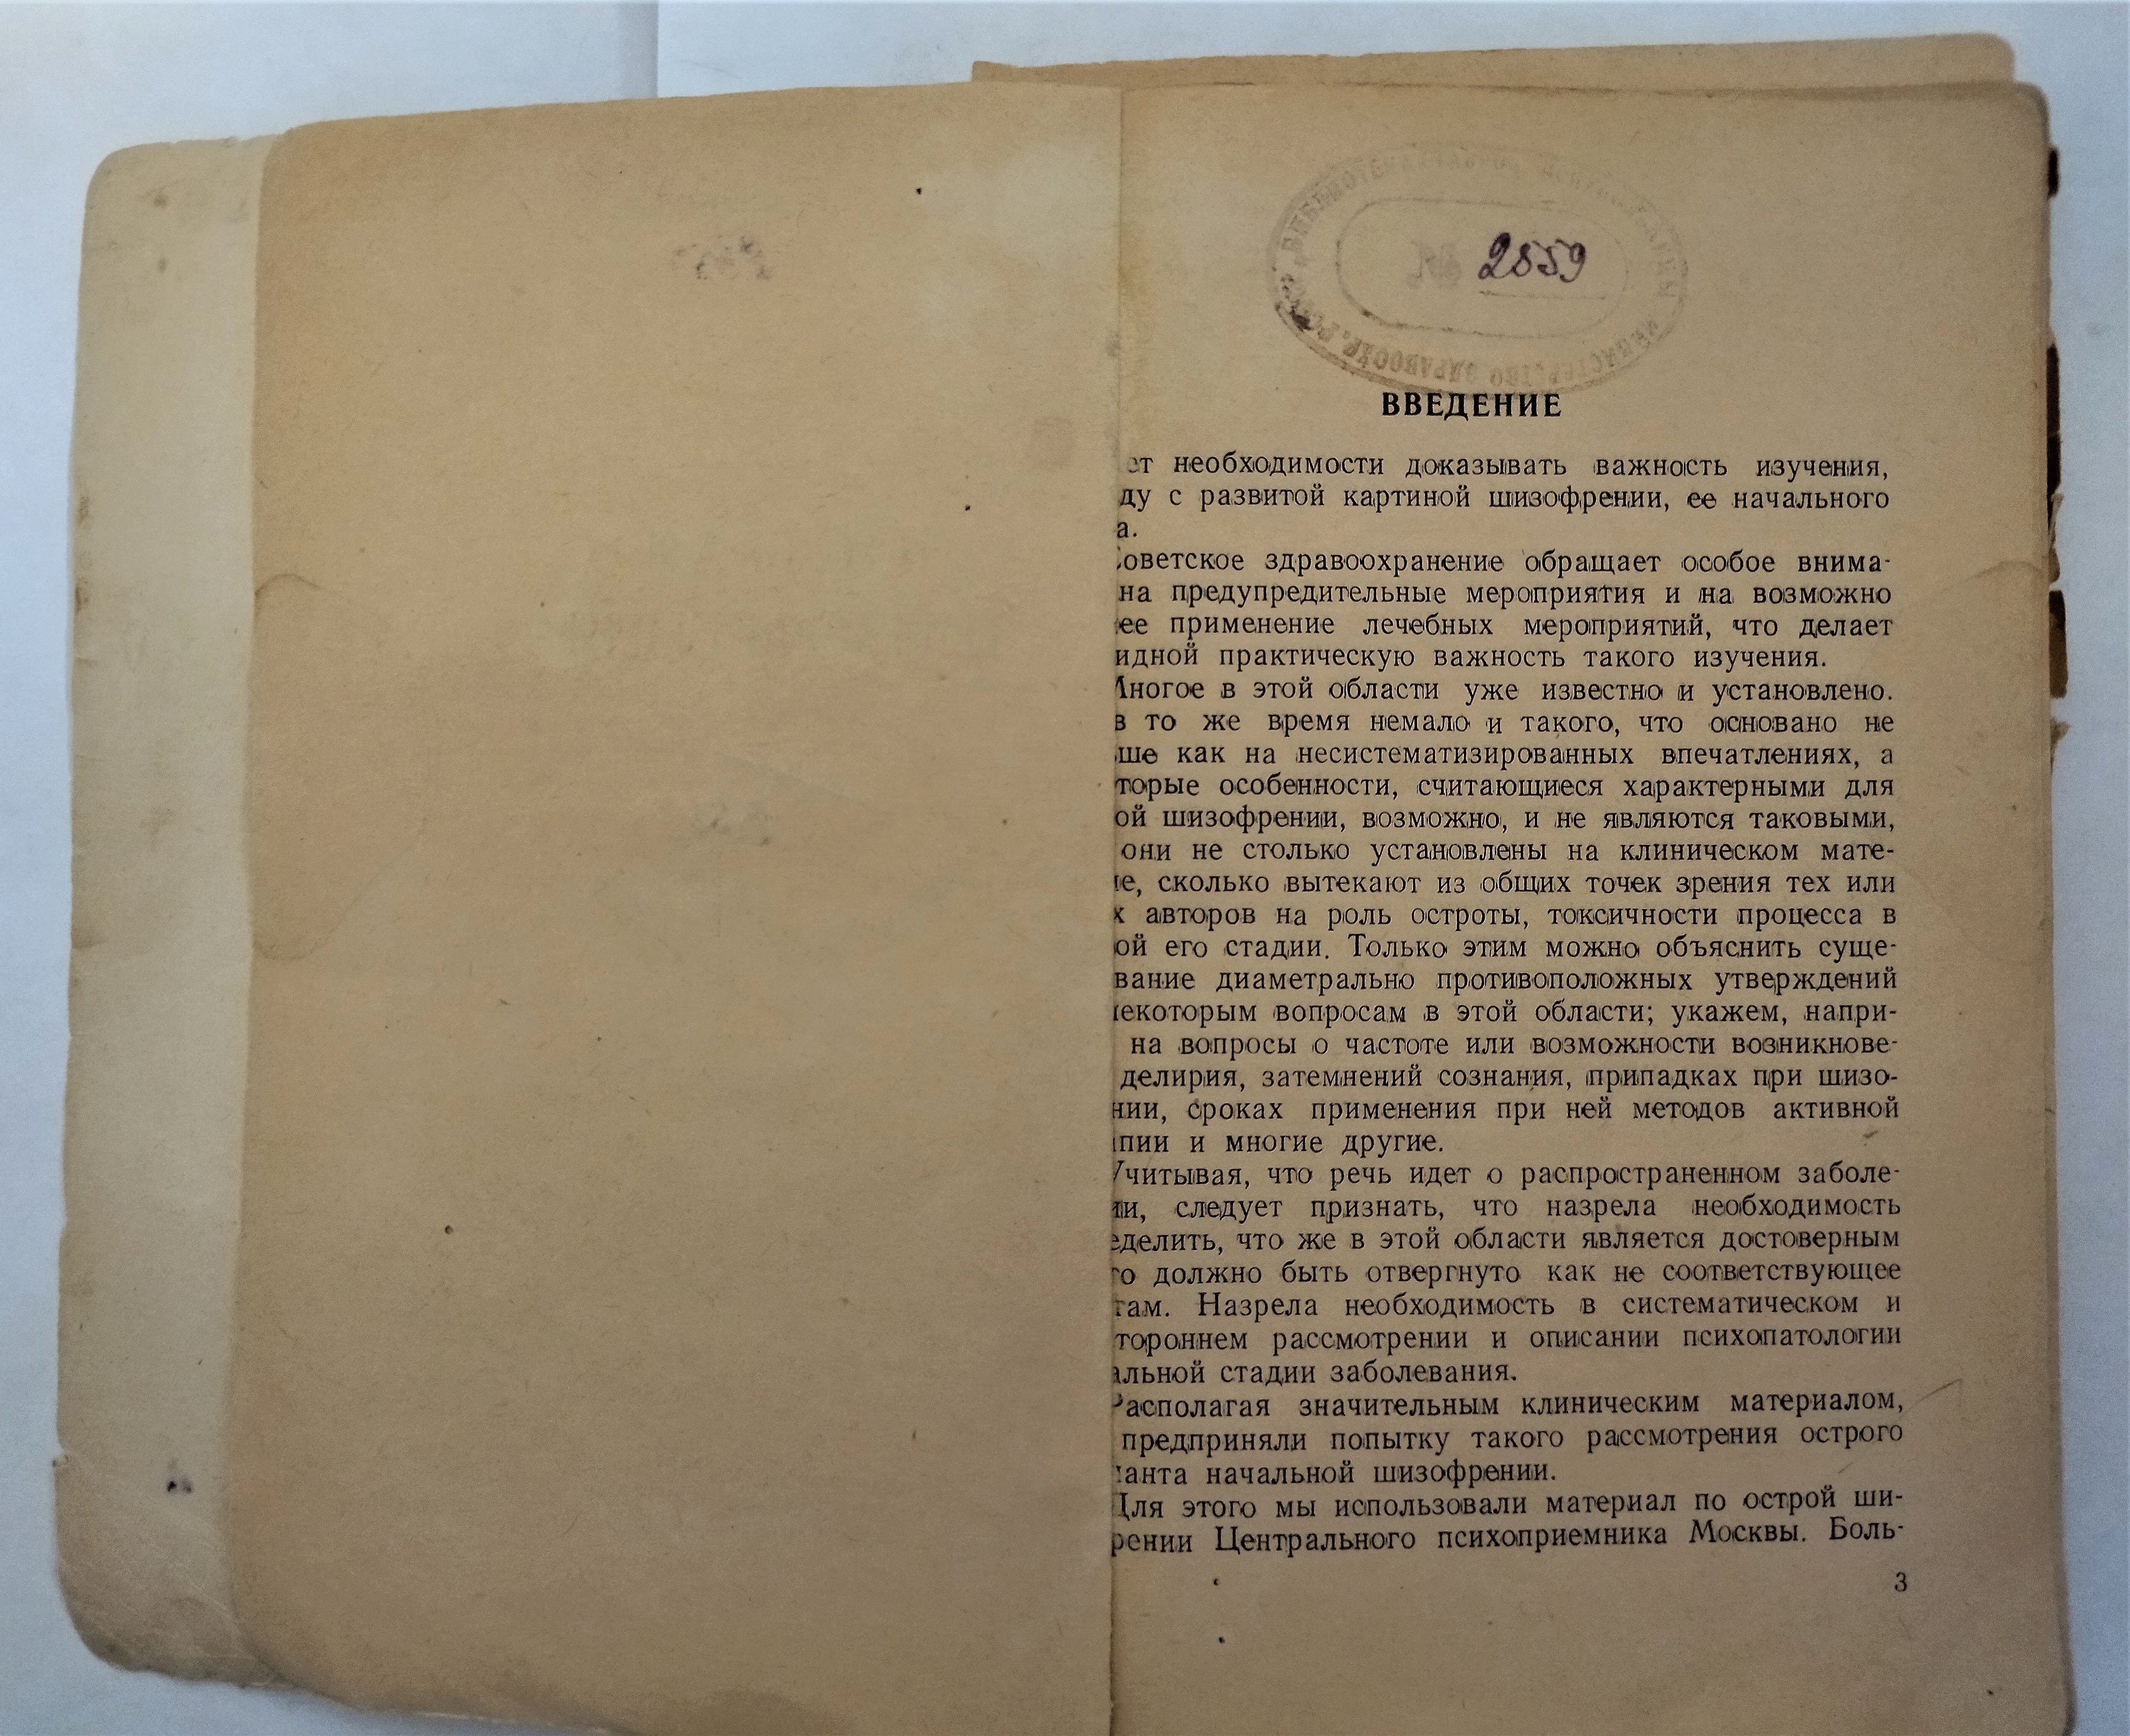 БИБЛИОТЕКА
МИНИСТЕРСТВО ЗДРАВООХР.
2859
ВВЕДЕНИЕ
ет необходимости доказывать важность изучения,
ду с развитой картиной шизофрении, ее начального
а.
оветское здравоохранение обращает особое внима-
на предупредительные мероприятия и на возможно
ее применение лечебных мероприятий, что делает
идной практическую важность такого изучения.
ногое в этой области уже известно и установлено.
в то же время немало и такого, что основано не
ше как на несистематизированных впечатлениях, а
торые особенности, считающиеся характерными для
ой шизофрении, возможно, и не являются таковыми,
они не столько установлены на клиническом мате-
е, сколько вытекают из общих точек зрения тех или
х авторов на роль остроты, токсичности процесса в
ой его стадии. Только этим можно объяснить суще-
вание диаметрально противоположных утверждений
екоторым вопросам в этой области; укажем, напри-
на вопросы о частоте или возможности возникнове-
делирия, затемнений сознания, припадках при шизо-
нии, сроках применения при ней методов активной
пии и многие другие.
Учитывая, что речь идет о распространенном заболе-
и, следует признать, что назрела необходимость
делить, что же в этой области является достоверным
о должно быть отвергнуто как не соответствующее
там. Назрела необходимость в систематическом и
тороннем рассмотрении и описании психопатологии
льной стадии заболевания.
Располагая значительным клиническим материалом,
предприняли попытку такого рассмотрения острого
анта начальной шизофрении.
Для этого мы использовали материал по острой ши-
рении Центрального психоприемника Москвы. Боль-
3